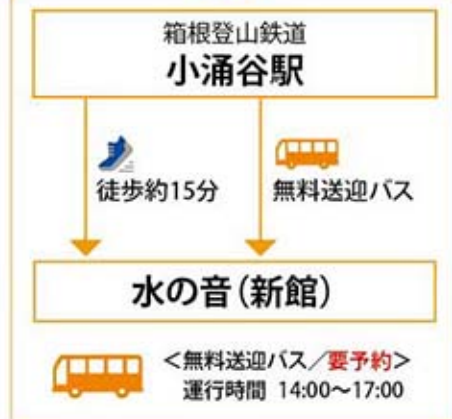 箱根登山鉄道
小涌谷駅
徒歩約15分
無料送迎バス
水の音（新館）
＜無料送迎バス／要予約＞
運行時間 14:00～17:00